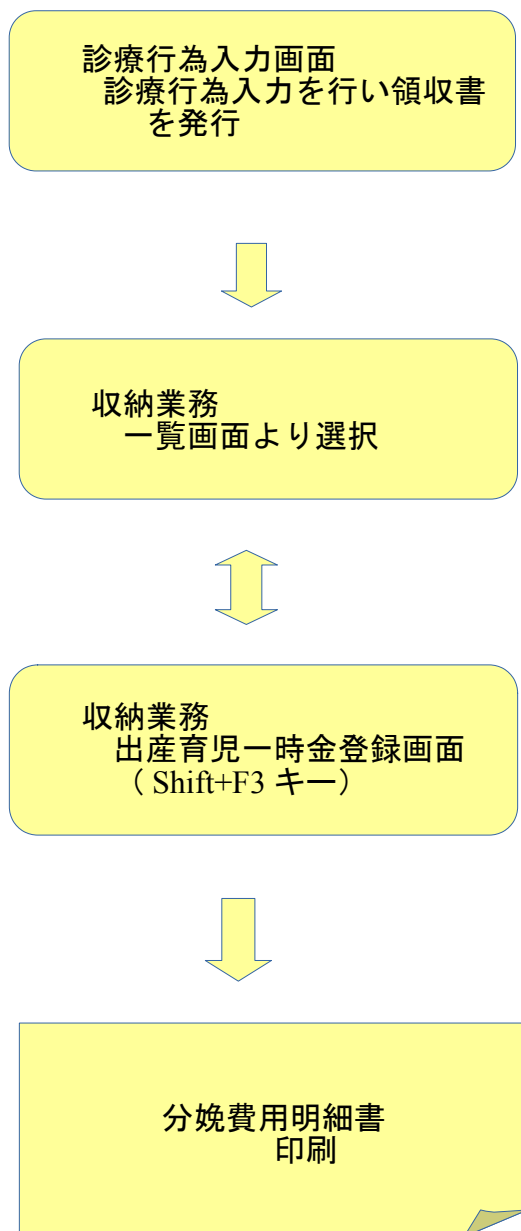 診療行為入力画面
診療行為入力を行い領収書
を発行
収納業務
一覧画面より選択
収納業務
出産育児一時金登録画面
（ Shift+F3 キー）
分娩費用明細書
印刷